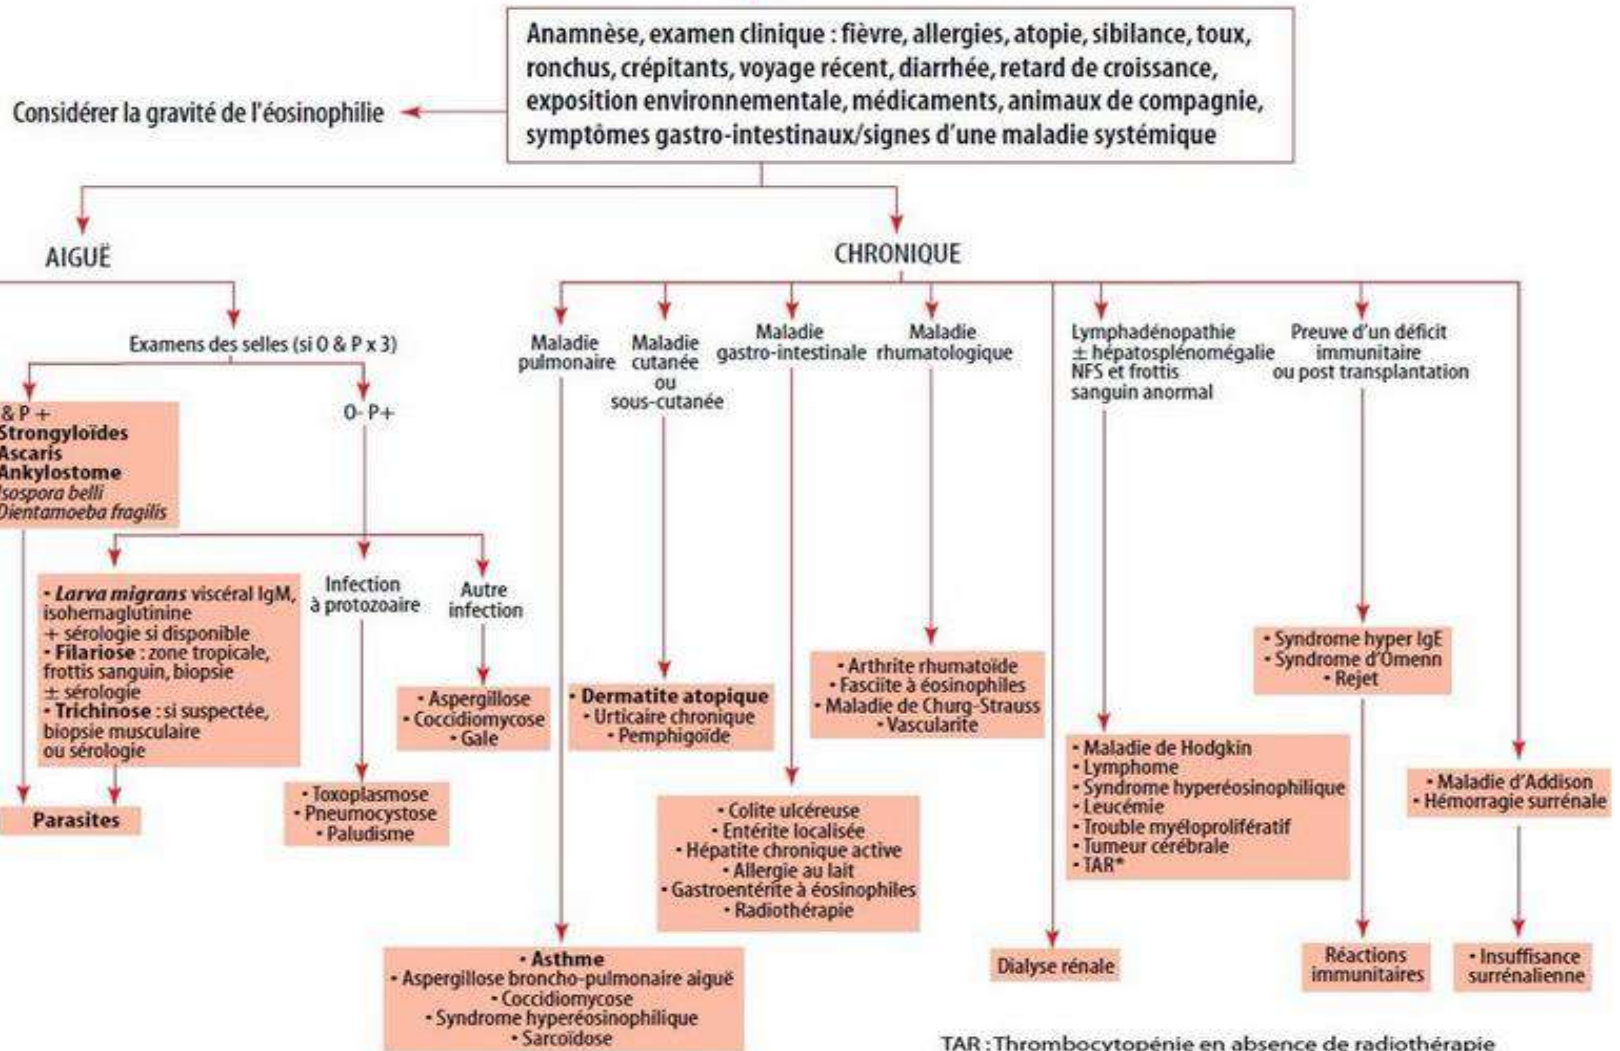 Anamnèse, examen clinique : fièvre, allergies, atopie, sibilance, toux,
ronchus, crépitants, voyage récent, diarrhée, retard de croissance,
exposition environnementale, médicaments, animaux de compagnie,
symptômes gastro-intestinaux/signes d'une maladie systémique
Considérer la gravité de l'éosinophilie
AIGUË
CHRONIQUE
Examens des selles (si O & P x 3)
& P +
Strongyloïdes
Ascaris
Ankylostome
Isospora belli
Dientamoeba fragilis
O- P+
• Larva migrans viscéral IgM,
isohemaglutinine
+ sérologie si disponible
• Filariose : zone tropicale,
frottis sanguin, biopsie
± sérologie
• Trichinose : si suspectée,
biopsie musculaire
ou sérologie
Parasites
Infection
à protozoaire
• Toxoplasmose
• Pneumocystose
• Paludisme
Autre
infection
• Aspergillose
• Coccidiomycose
• Gale
Maladie
pulmonaire
• Asthme
• Aspergillose broncho-pulmonaire aiguë
• Coccidiomycose
• Syndrome hyperéosinophilique
• Sarcoïdose
Maladie
cutanée
ou
sous-cutanée
• Dermatite atopique
• Urticaire chronique
• Pemphigoïde
Maladie
gastro-intestinale
• Colite ulcéreuse
• Entérite localisée
• Hépatite chronique active
• Allergie au lait
• Gastroentérite à éosinophiles
• Radiothérapie
Maladie
rhumatologique
• Arthrite rhumatoïde
• Fasciite à éosinophiles
• Maladie de Churg-Strauss
• Vascularite
Dialyse rénale
Lymphadénopathie
± hépatosplénomégalie
NFS et frottis
sanguin anormal
• Maladie de Hodgkin
• Lymphome
• Syndrome hyperéosinophilique
• Leucémie
• Trouble myéloprolifératif
• Tumeur cérébrale
• TAR*
Preuve d'un déficit
immunitaire
ou post transplantation
• Syndrome hyper IgE
• Syndrome d'Omenn
• Rejet
Réactions
immunitaires
• Maladie d'Addison
• Hémorragie surrénale
• Insuffisance
surrénalienne
TAR : Thrombocytopénie en absence de radiothérapie